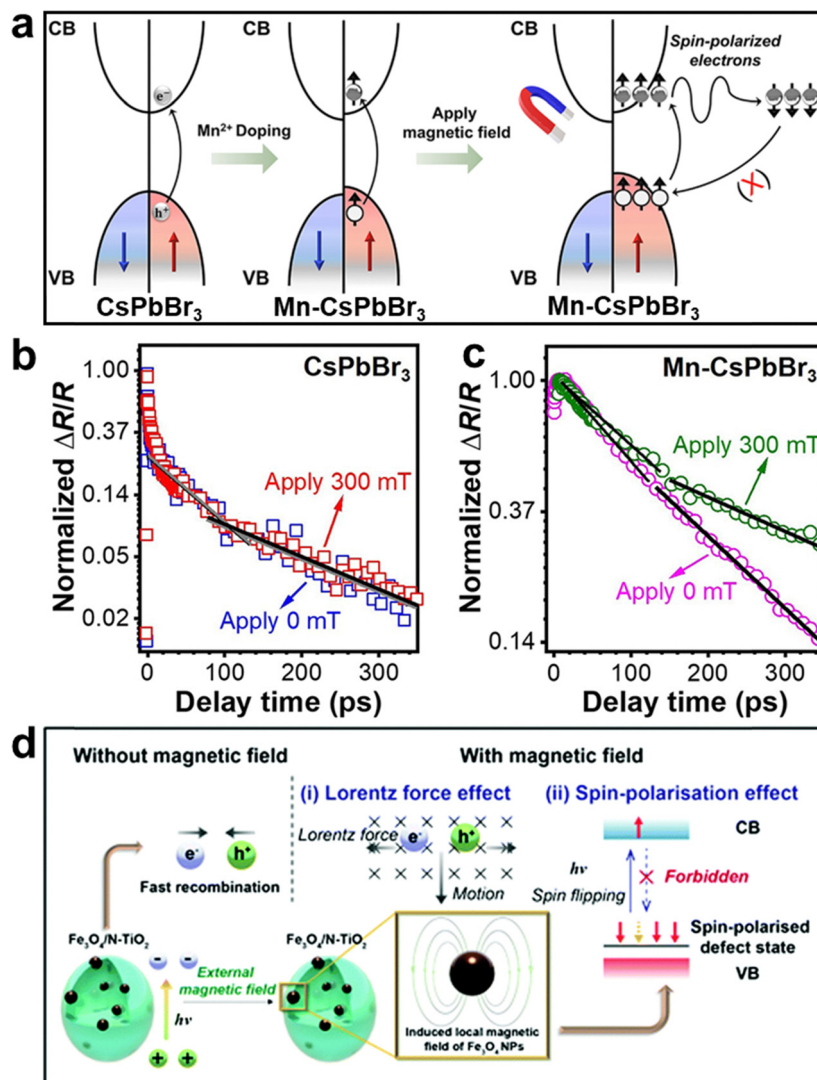 a
CB
CB
CB
Spin-polarized
electrons
e⁻
Mn²⁺ Doping
Apply
magnetic field
h⁺
(X)
VB
VB
VB
CsPbBr₃
Mn-CsPbBr₃
Mn-CsPbBr₃
b
CsPbBr₃
Normalized ΔR/R
1.00
0.37
0.14
0.05
0.02
Apply 300 mT
Apply 0 mT
0
100
200
300
Delay time (ps)
c
Mn-CsPbBr₃
Normalized ΔR/R
1.00
0.37
0.14
Apply 300 mT
Apply 0 mT
0
100
200
300
Delay time (ps)
d
Without magnetic field
With magnetic field
(i) Lorentz force effect
(ii) Spin-polarisation effect
Lorentz force
e⁻
h⁺
e⁻
h⁺
Fast recombination
Motion
CB
hν
Spin flipping
Forbidden
Spin-polarised
defect state
VB
Fe₃O₄/N-TiO₂
Fe₃O₄/N-TiO₂
External
magnetic field
hν
Induced local magnetic
field of Fe₃O₄ NPs